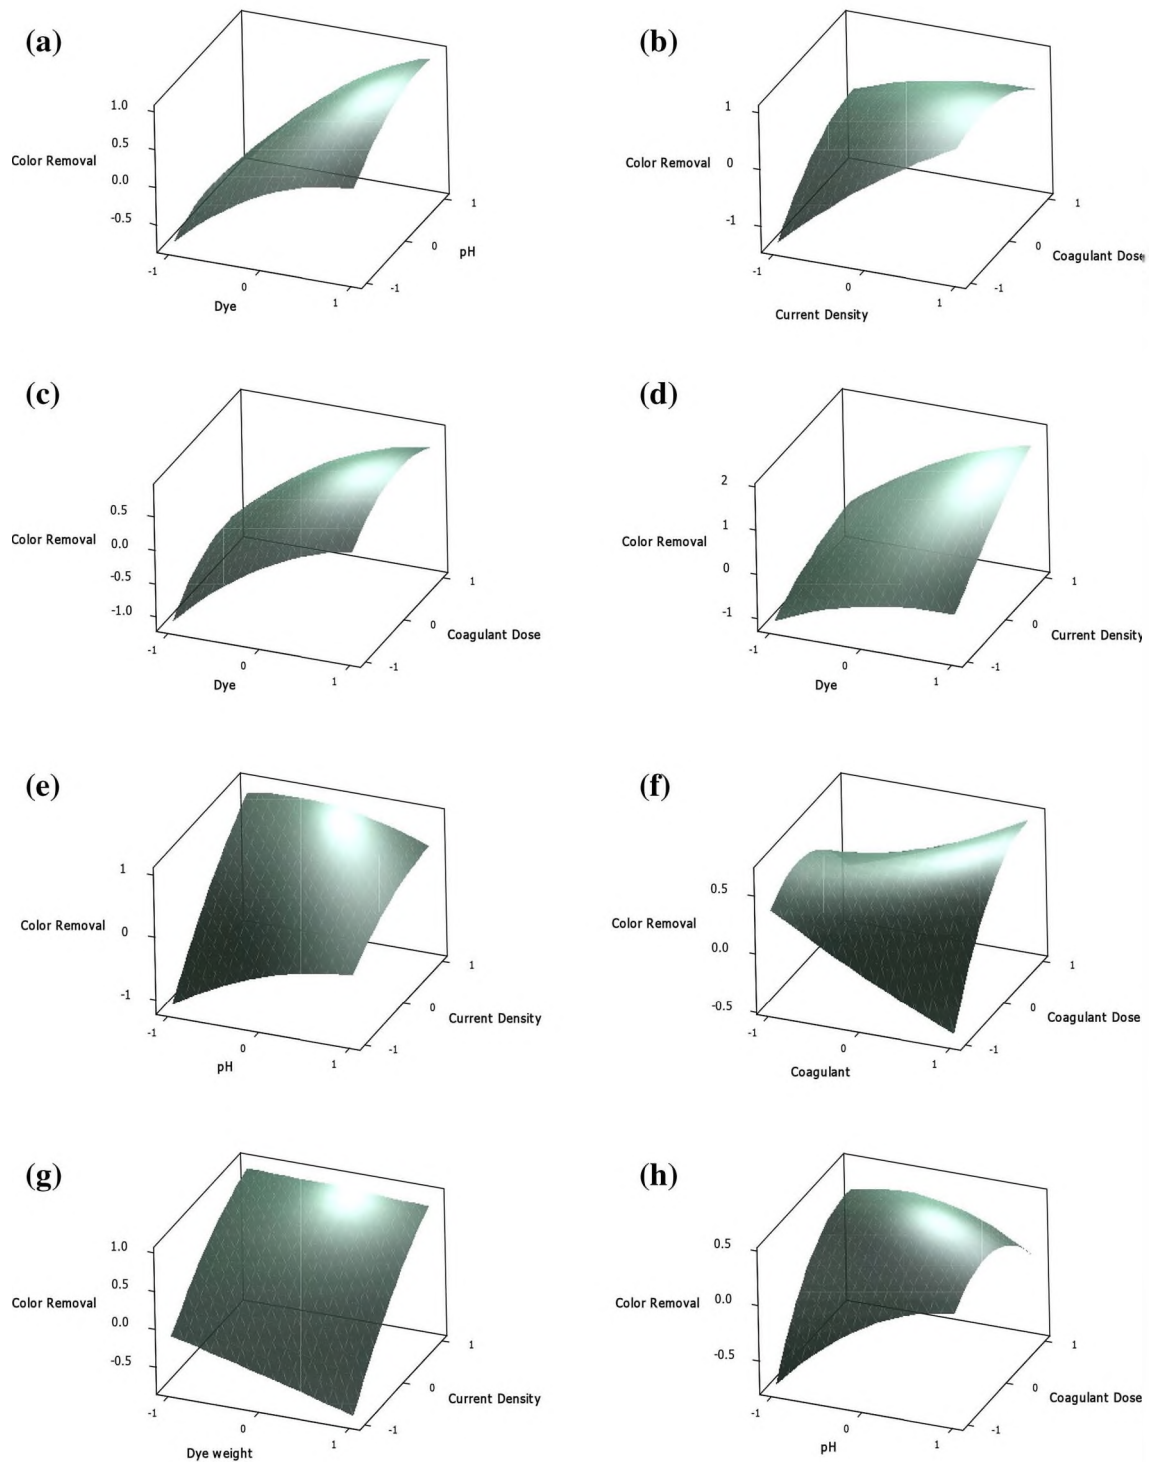 (a)
1.0
0.5
Color Removal
0.0
-0.5
-1
0
1
Dye
-1
0
1
pH
(b)
1
Color Removal
0
-1
-1
0
1
Current Density
-1
0
1
Coagulant Dose
(c)
0.5
Color Removal
0.0
-0.5
-1.0
-1
0
1
Dye
-1
0
1
Coagulant Dose
(d)
2
1
Color Removal
0
-1
-1
0
1
Dye
-1
0
1
Current Density
(e)
1
Color Removal
0
-1
-1
0
1
pH
-1
0
1
Current Density
(f)
0.5
Color Removal
0.0
-0.5
-1
0
1
Coagulant
-1
0
1
Coagulant Dose
(g)
1.0
0.5
Color Removal
0.0
-0.5
-1
0
1
Dye weight
-1
0
1
Current Density
(h)
0.5
Color Removal
0.0
-0.5
-1
0
1
pH
-1
0
1
Coagulant Dose